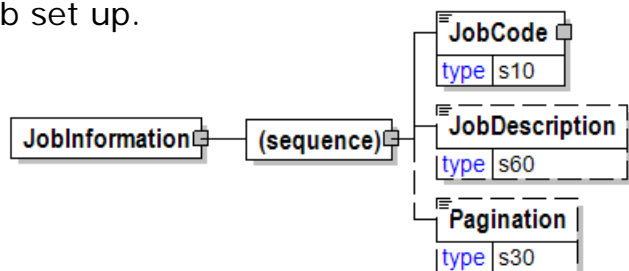 b set up.
JobCode
type s10
JobInformation
(sequence)
JobDescription
type s60
Pagination
type s30